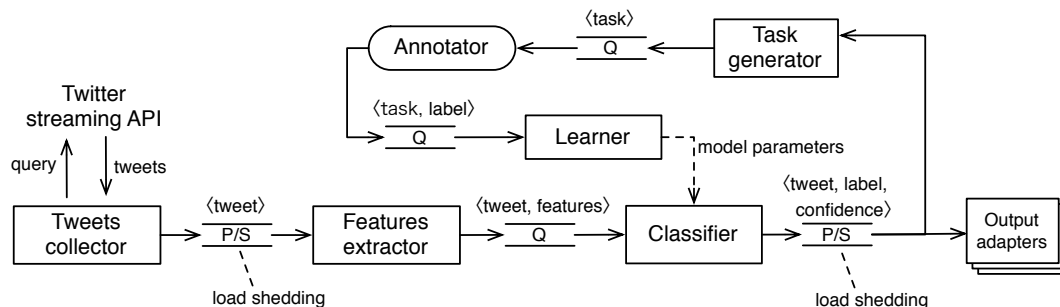 ⟨task⟩
Annotator
Q
Task
generator
Twitter
streaming API
⟨task, label⟩
Q
Learner
query
tweets
model parameters
Tweets
collector
⟨tweet⟩
P/S
Features
extractor
⟨tweet, features⟩
Q
Classifier
⟨tweet, label,
confidence⟩
P/S
Output
adapters
load shedding
load shedding